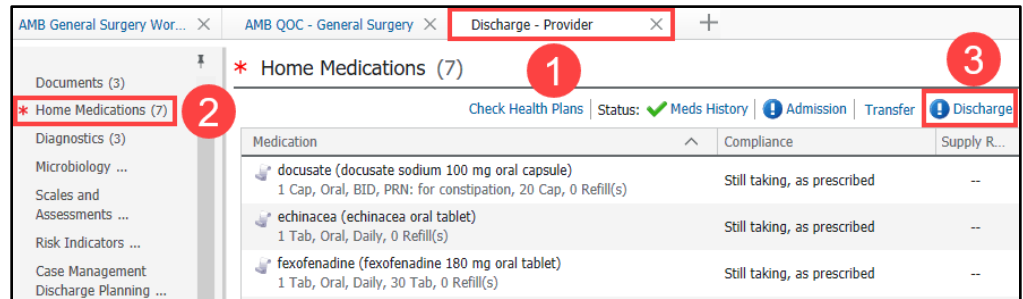 AMB General Surgery Wor... × AMB QOC - General Surgery × Discharge - Provider × +
1
Documents (3)
* Home Medications (7)
2
Diagnostics (3)
Microbiology ...
Scales and
Assessments ...
Risk Indicators ...
Case Management
Discharge Planning ...
* Home Medications (7)
3
Check Health Plans Status: Meds History Admission Transfer Discharge
Medication Compliance Supply R...
docusate (docusate sodium 100 mg oral capsule)
1 Cap, Oral, BID, PRN: for constipation, 20 Cap, 0 Refill(s)
Still taking, as prescribed --
echinacea (echinacea oral tablet)
1 Tab, Oral, Daily, 0 Refill(s)
Still taking, as prescribed --
fexofenadine (fexofenadine 180 mg oral tablet)
1 Tab, Oral, Daily, 30 Tab, 0 Refill(s)
Still taking, as prescribed --